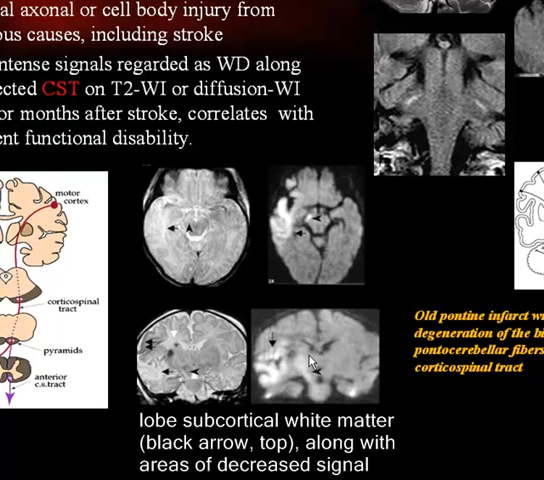 al axonal or cell body injury from
ous causes, including stroke
ntense signals regarded as WD along
ected CST on T2-WI or diffusion-WI
or months after stroke, correlates with
ent functional disability.
motor
cortex
corticospinal
tract
pyramids
anterior
c.s.tract
Old pontine infarct w
degeneration of the bi
pontocerebellar fibers
corticospinal tract
lobe subcortical white matter
(black arrow, top), along with
areas of decreased signal